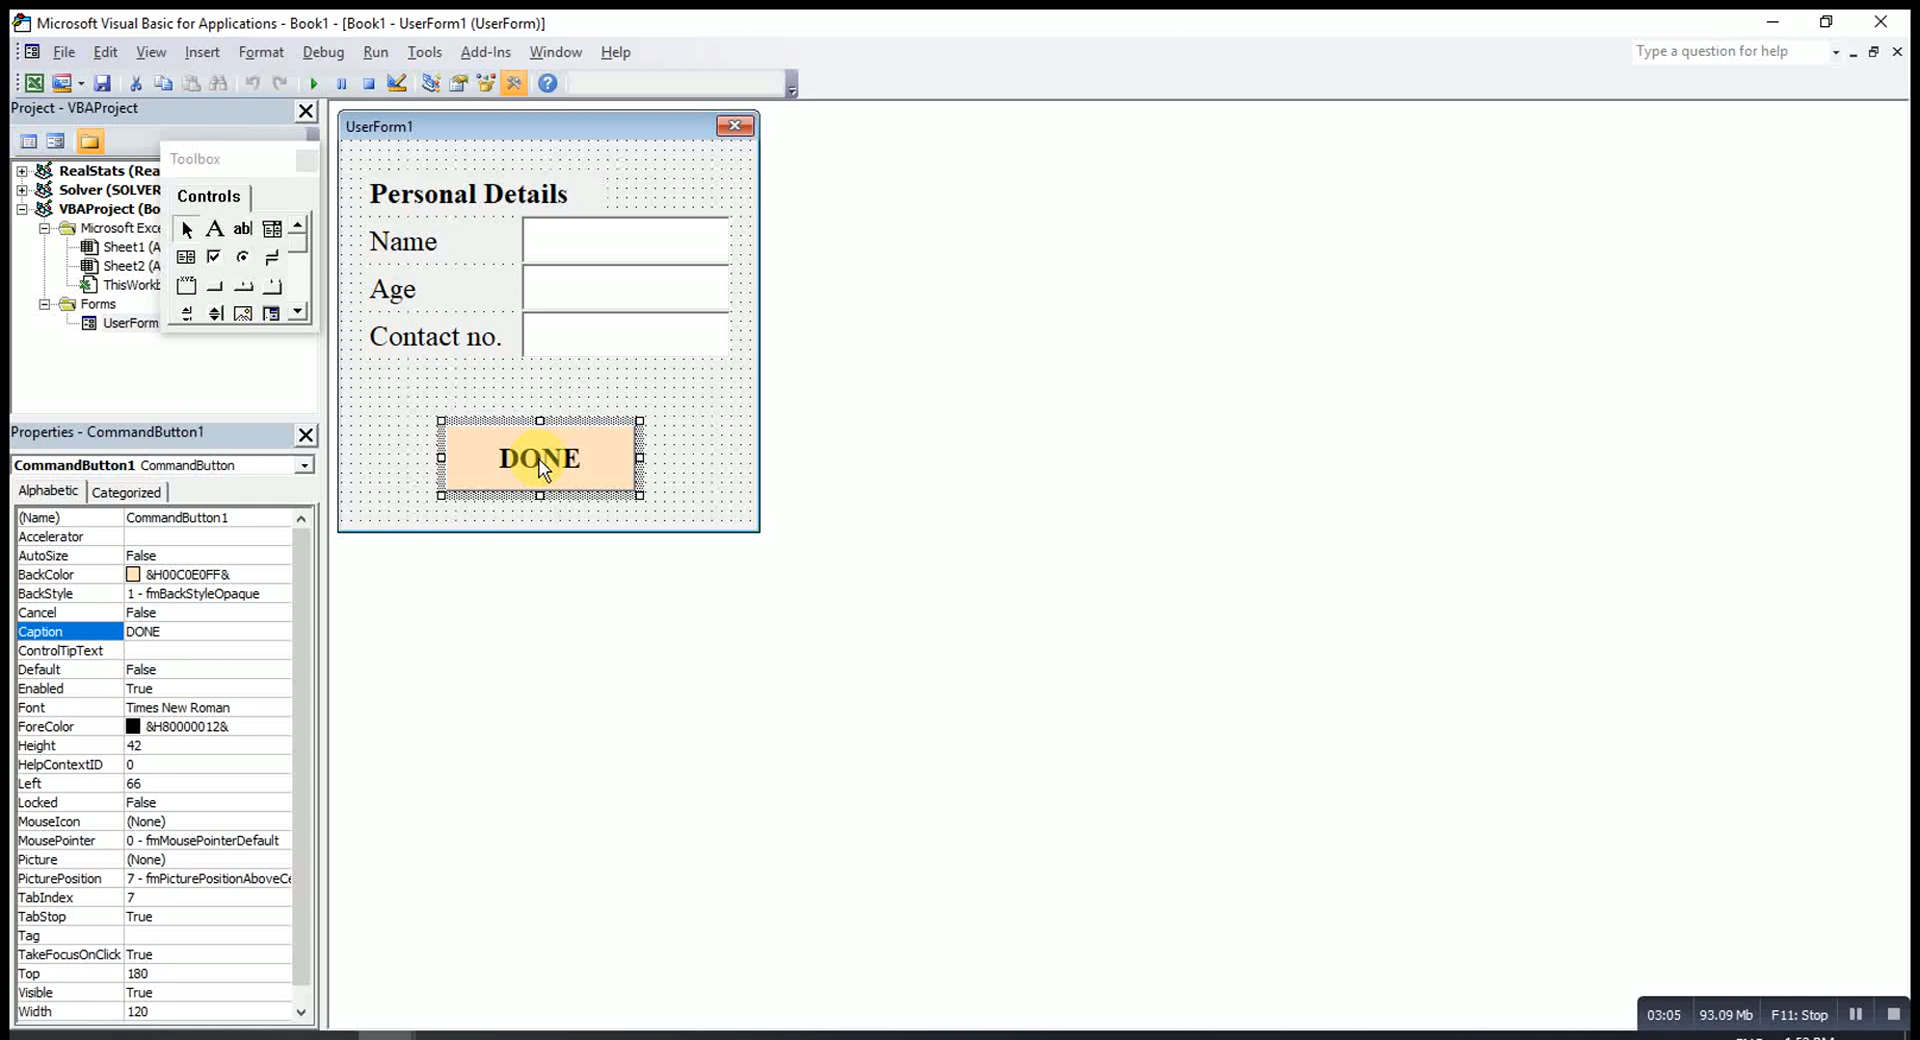 Microsoft Visual Basic for Applications - Book1 - [Book1 - UserForm1 (UserForm)]
File Edit View Insert Format Debug Run Tools Add-Ins Window Help
Type a question for help
Project - VBAProject
RealStats (Rea
Solver (SOLVER
VBAProject (Bo
Microsoft Exce
Sheet1 (A
Sheet2 (A
ThisWorkb
Forms
UserForm
Toolbox
Controls
A ab|
UserForm1
Personal Details
Name
Age
Contact no.
DONE
Properties - CommandButton1
CommandButton1 CommandButton
Alphabetic Categorized
(Name) CommandButton1
Accelerator
AutoSize False
BackColor &H00C0E0FF&
BackStyle 1 - fmBackStyleOpaque
Cancel False
Caption DONE
ControlTipText
Default False
Enabled True
Font Times New Roman
ForeColor &H80000012&
Height 42
HelpContextID 0
Left 66
Locked False
MouseIcon (None)
MousePointer 0 - fmMousePointerDefault
Picture (None)
PicturePosition 7 - fmPicturePositionAboveCe
TabIndex 7
TabStop True
Tag
TakeFocusOnClick True
Top 180
Visible True
Width 120
03:05 93.09 Mb F11: Stop